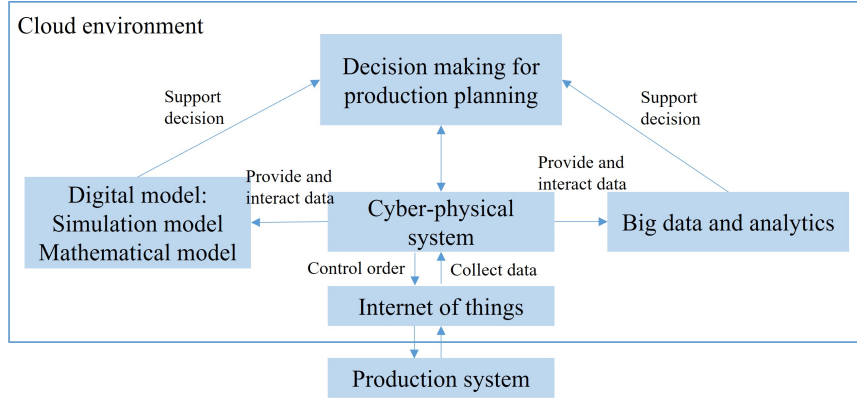 Cloud environment
Decision making for
production planning
Support
decision
Support
decision
Provide and
interact data
Provide and
interact data
Digital model:
Simulation model
Mathematical model
Cyber-physical
system
Big data and analytics
Control order
Collect data
Internet of things
Production system